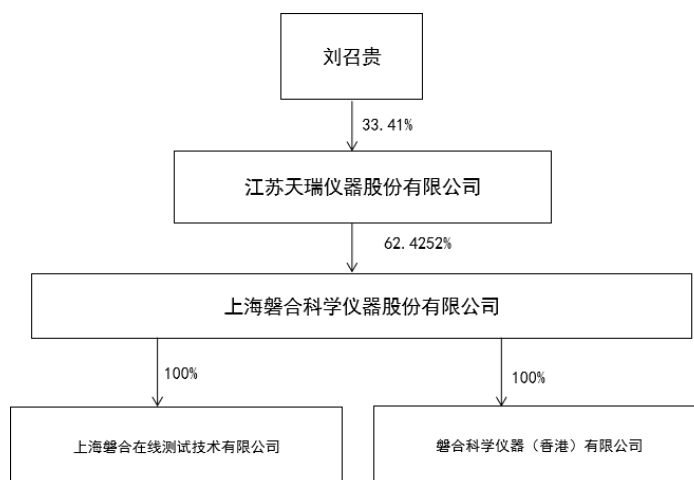 刘召贵
33.41%
江苏天瑞仪器股份有限公司
62.4252%
上海磐合科学仪器股份有限公司
100%
100%
上海磐合在线测试技术有限公司
磐合科学仪器（香港）有限公司